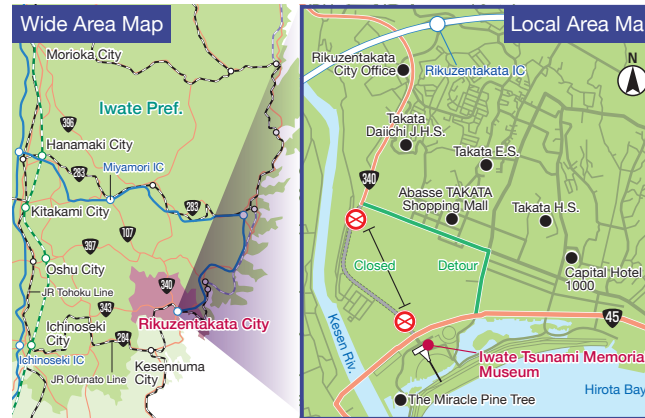 Wide Area Map
Morioka City
Iwate Pref.
396
Hanamaki City
283
Miyamori IC
283
Kitakami City
107
397
Oshu City
340
JR Tohoku Line
343
Rikuzentakata City
Ichinoseki
City
284
Ichinoseki IC
Kesennuma
City
JR Ofunato Line
Local Area Ma
Rikuzentakata
City Office
Rikuzentakata IC
N
Takata
Daiichi J.H.S.
Takata E.S.
340
Abasse TAKATA
Shopping Mall
Takata H.S.
Closed
Detour
Capital Hotel
1000
45
Kesen Riv.
Iwate Tsunami Memoria
Museum
Hirota Bay
The Miracle Pine Tree